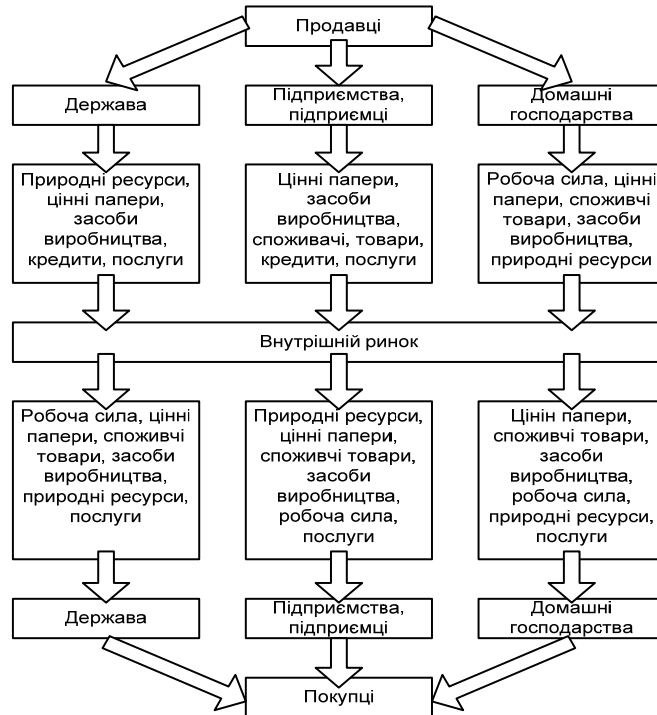 Продавці
Держава
Підприємства,
підприємці
Домашні
господарства
Природні ресурси,
цінні папери,
засоби
виробництва,
кредити, послуги
Цінні папери,
засоби
виробництва,
споживачі, товари,
кредити, послуги
Робоча сила, цінні
папери, споживчі
товари, засоби
виробництва,
природні ресурси
Внутрішній ринок
Робоча сила, цінні
папери, споживчі
товари, засоби
виробництва,
природні ресурси,
послуги
Природні ресурси,
цінні папери,
споживчі товари,
засоби
виробництва,
робоча сила,
послуги
Цінін папери,
споживчі товари,
засоби
виробництва,
робоча сила,
природні ресурси,
послуги
Держава
Підприємства,
підприємці
Домашні
господарства
Покупці